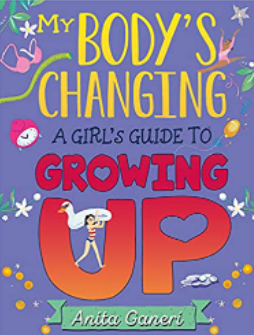 My
BODY'S
CHANGING
A GIRL'S GUIDE TO
GROWING
UP
Anita Ganeri